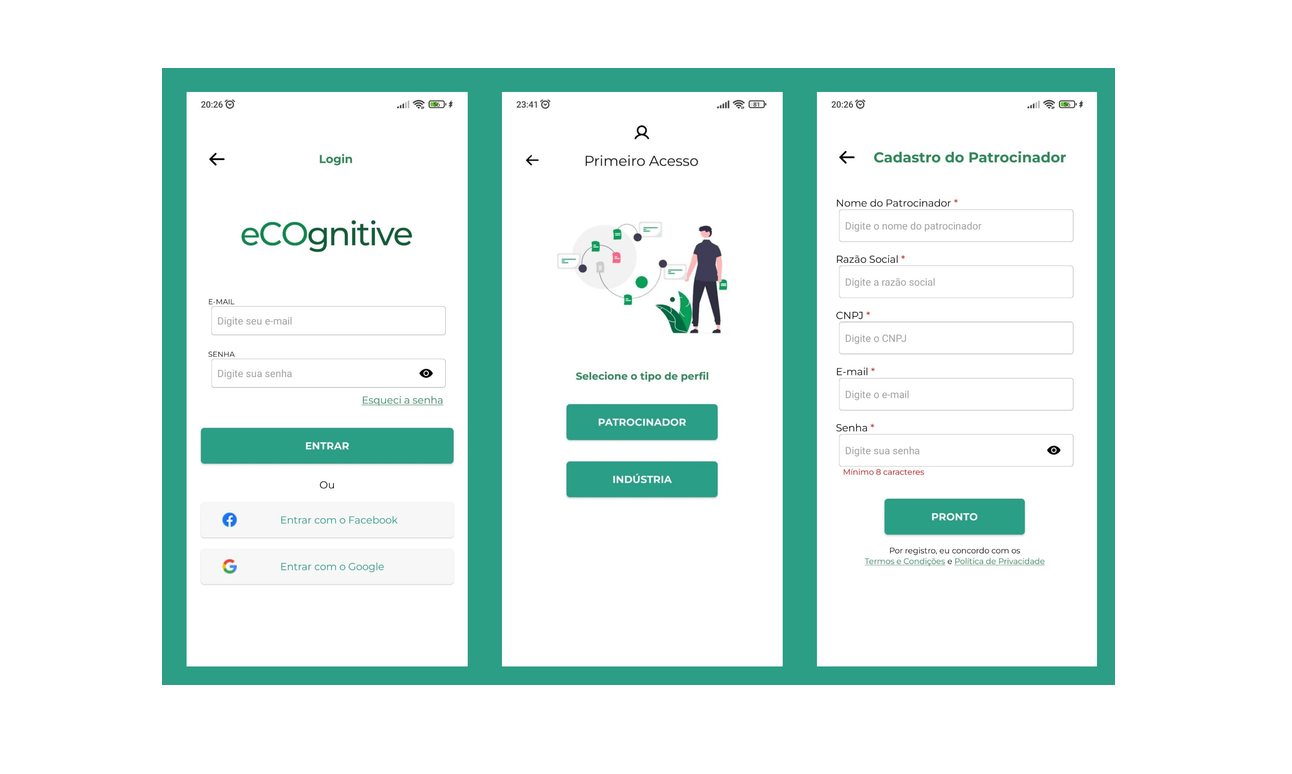 20:26
Login
eCOgnitive
E-MAIL
Digite seu e-mail
SENHA
Digite sua senha
Esqueci a senha
ENTRAR
Ou
Entrar com o Facebook
Entrar com o Google
23:41
81
Primeiro Acesso
Selecione o tipo de perfil
PATROCINADOR
INDÚSTRIA
20:26
Cadastro do Patrocinador
Nome do Patrocinador *
Digite o nome do patrocinador
Razão Social *
Digite a razão social
CNPJ *
Digite o CNPJ
E-mail *
Digite o e-mail
Senha *
Digite sua senha
Mínimo 8 caracteres
PRONTO
Por registro, eu concordo com os
Termos e Condições e Política de Privacidade